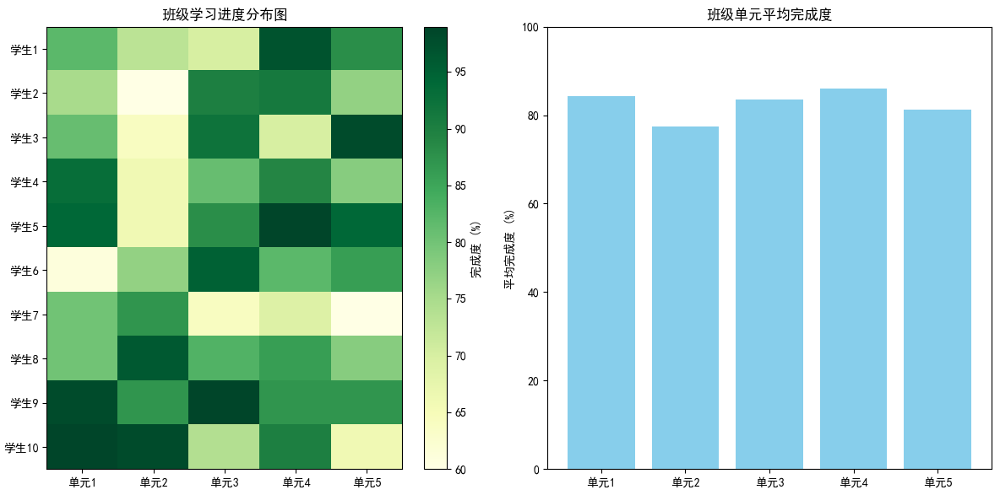 班级学习进度分布图
学生1
学生2
学生3
学生4
学生5
学生6
学生7
学生8
学生9
学生10
单元1
单元2
单元3
单元4
单元5
95
90
85
80
75
70
65
60
完成度 (%)
班级单元平均完成度
平均完成度 (%)
100
80
60
40
20
0
单元1
单元2
单元3
单元4
单元5